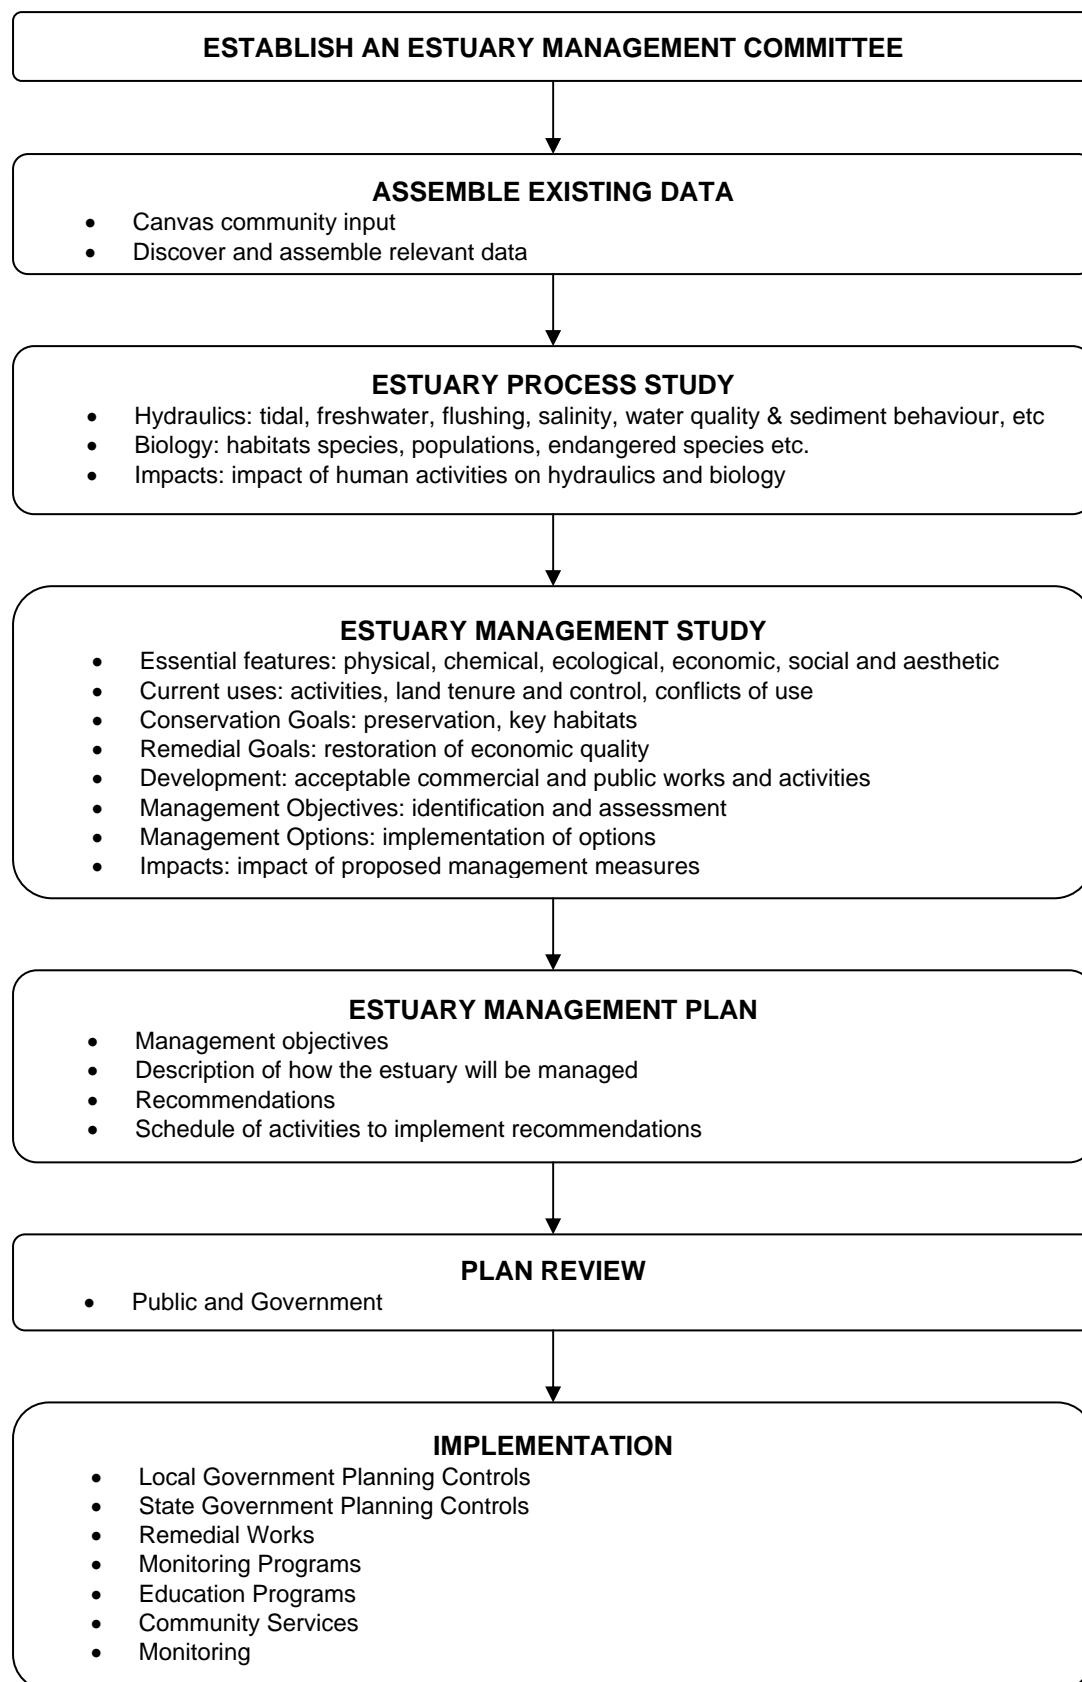 ESTABLISH AN ESTUARY MANAGEMENT COMMITTEE
ASSEMBLE EXISTING DATA
• Canvas community input
• Discover and assemble relevant data
ESTUARY PROCESS STUDY
• Hydraulics: tidal, freshwater, flushing, salinity, water quality & sediment behaviour, etc
• Biology: habitats species, populations, endangered species etc.
• Impacts: impact of human activities on hydraulics and biology
ESTUARY MANAGEMENT STUDY
• Essential features: physical, chemical, ecological, economic, social and aesthetic
• Current uses: activities, land tenure and control, conflicts of use
• Conservation Goals: preservation, key habitats
• Remedial Goals: restoration of economic quality
• Development: acceptable commercial and public works and activities
• Management Objectives: identification and assessment
• Management Options: implementation of options
• Impacts: impact of proposed management measures
ESTUARY MANAGEMENT PLAN
• Management objectives
• Description of how the estuary will be managed
• Recommendations
• Schedule of activities to implement recommendations
PLAN REVIEW
• Public and Government
IMPLEMENTATION
• Local Government Planning Controls
• State Government Planning Controls
• Remedial Works
• Monitoring Programs
• Education Programs
• Community Services
• Monitoring